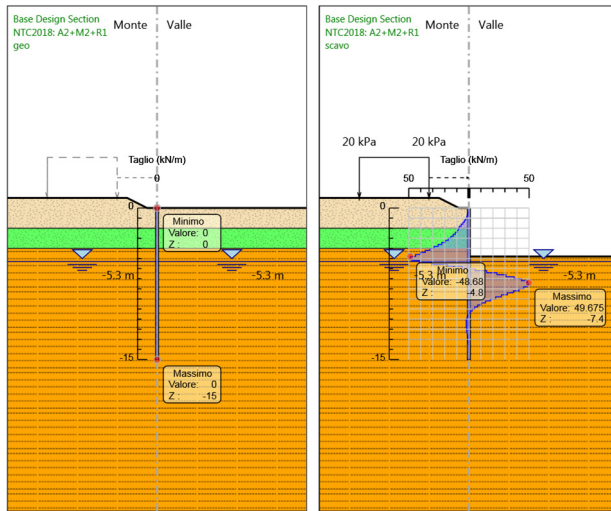 Base Design Section
NTC2018: A2+M2+R1
geo
Monte
Valle
Taglio (kN/m)
0
0
Minimo
Valore: 0
Z : 0
-5.3 m
-5.3 m
-15
Massimo
Valore: 0
Z : -15
Base Design Section
NTC2018: A2+M2+R1
scavo
Monte
Valle
20 kPa
20 kPa
Taglio (kN/m)
50
50
0
-5.3 m
-5.3 m
Minimo
Valore: -48.68
Z : -4.8
Massimo
Valore: 49.675
Z : -7.4
-15